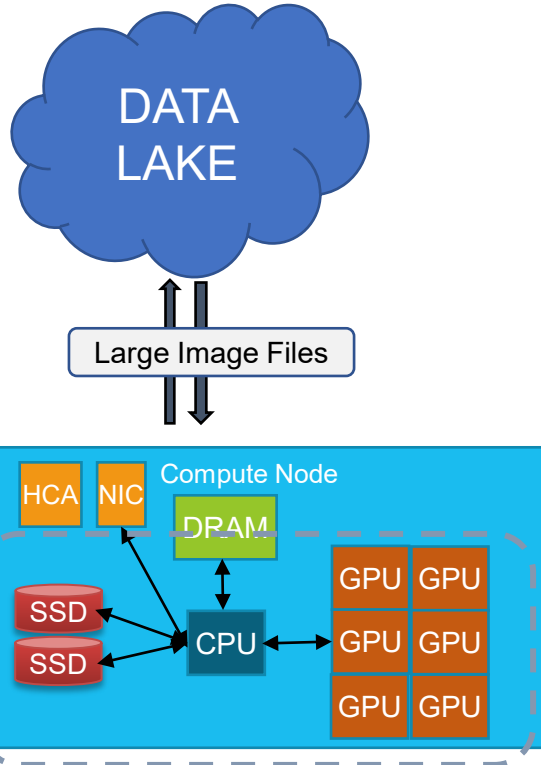 DATA
LAKE
Large Image Files
Compute Node
HCA
NIC
DRAM
SSD
SSD
CPU
GPU GPU
GPU GPU
GPU GPU